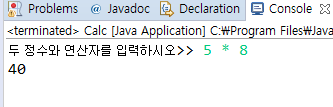 Problems @ Javadoc Declaration Console
<terminated> Calc [Java Application] C:\Program Files\Java
두 정수와 연산자를 입력하시오>> 5 * 8
40